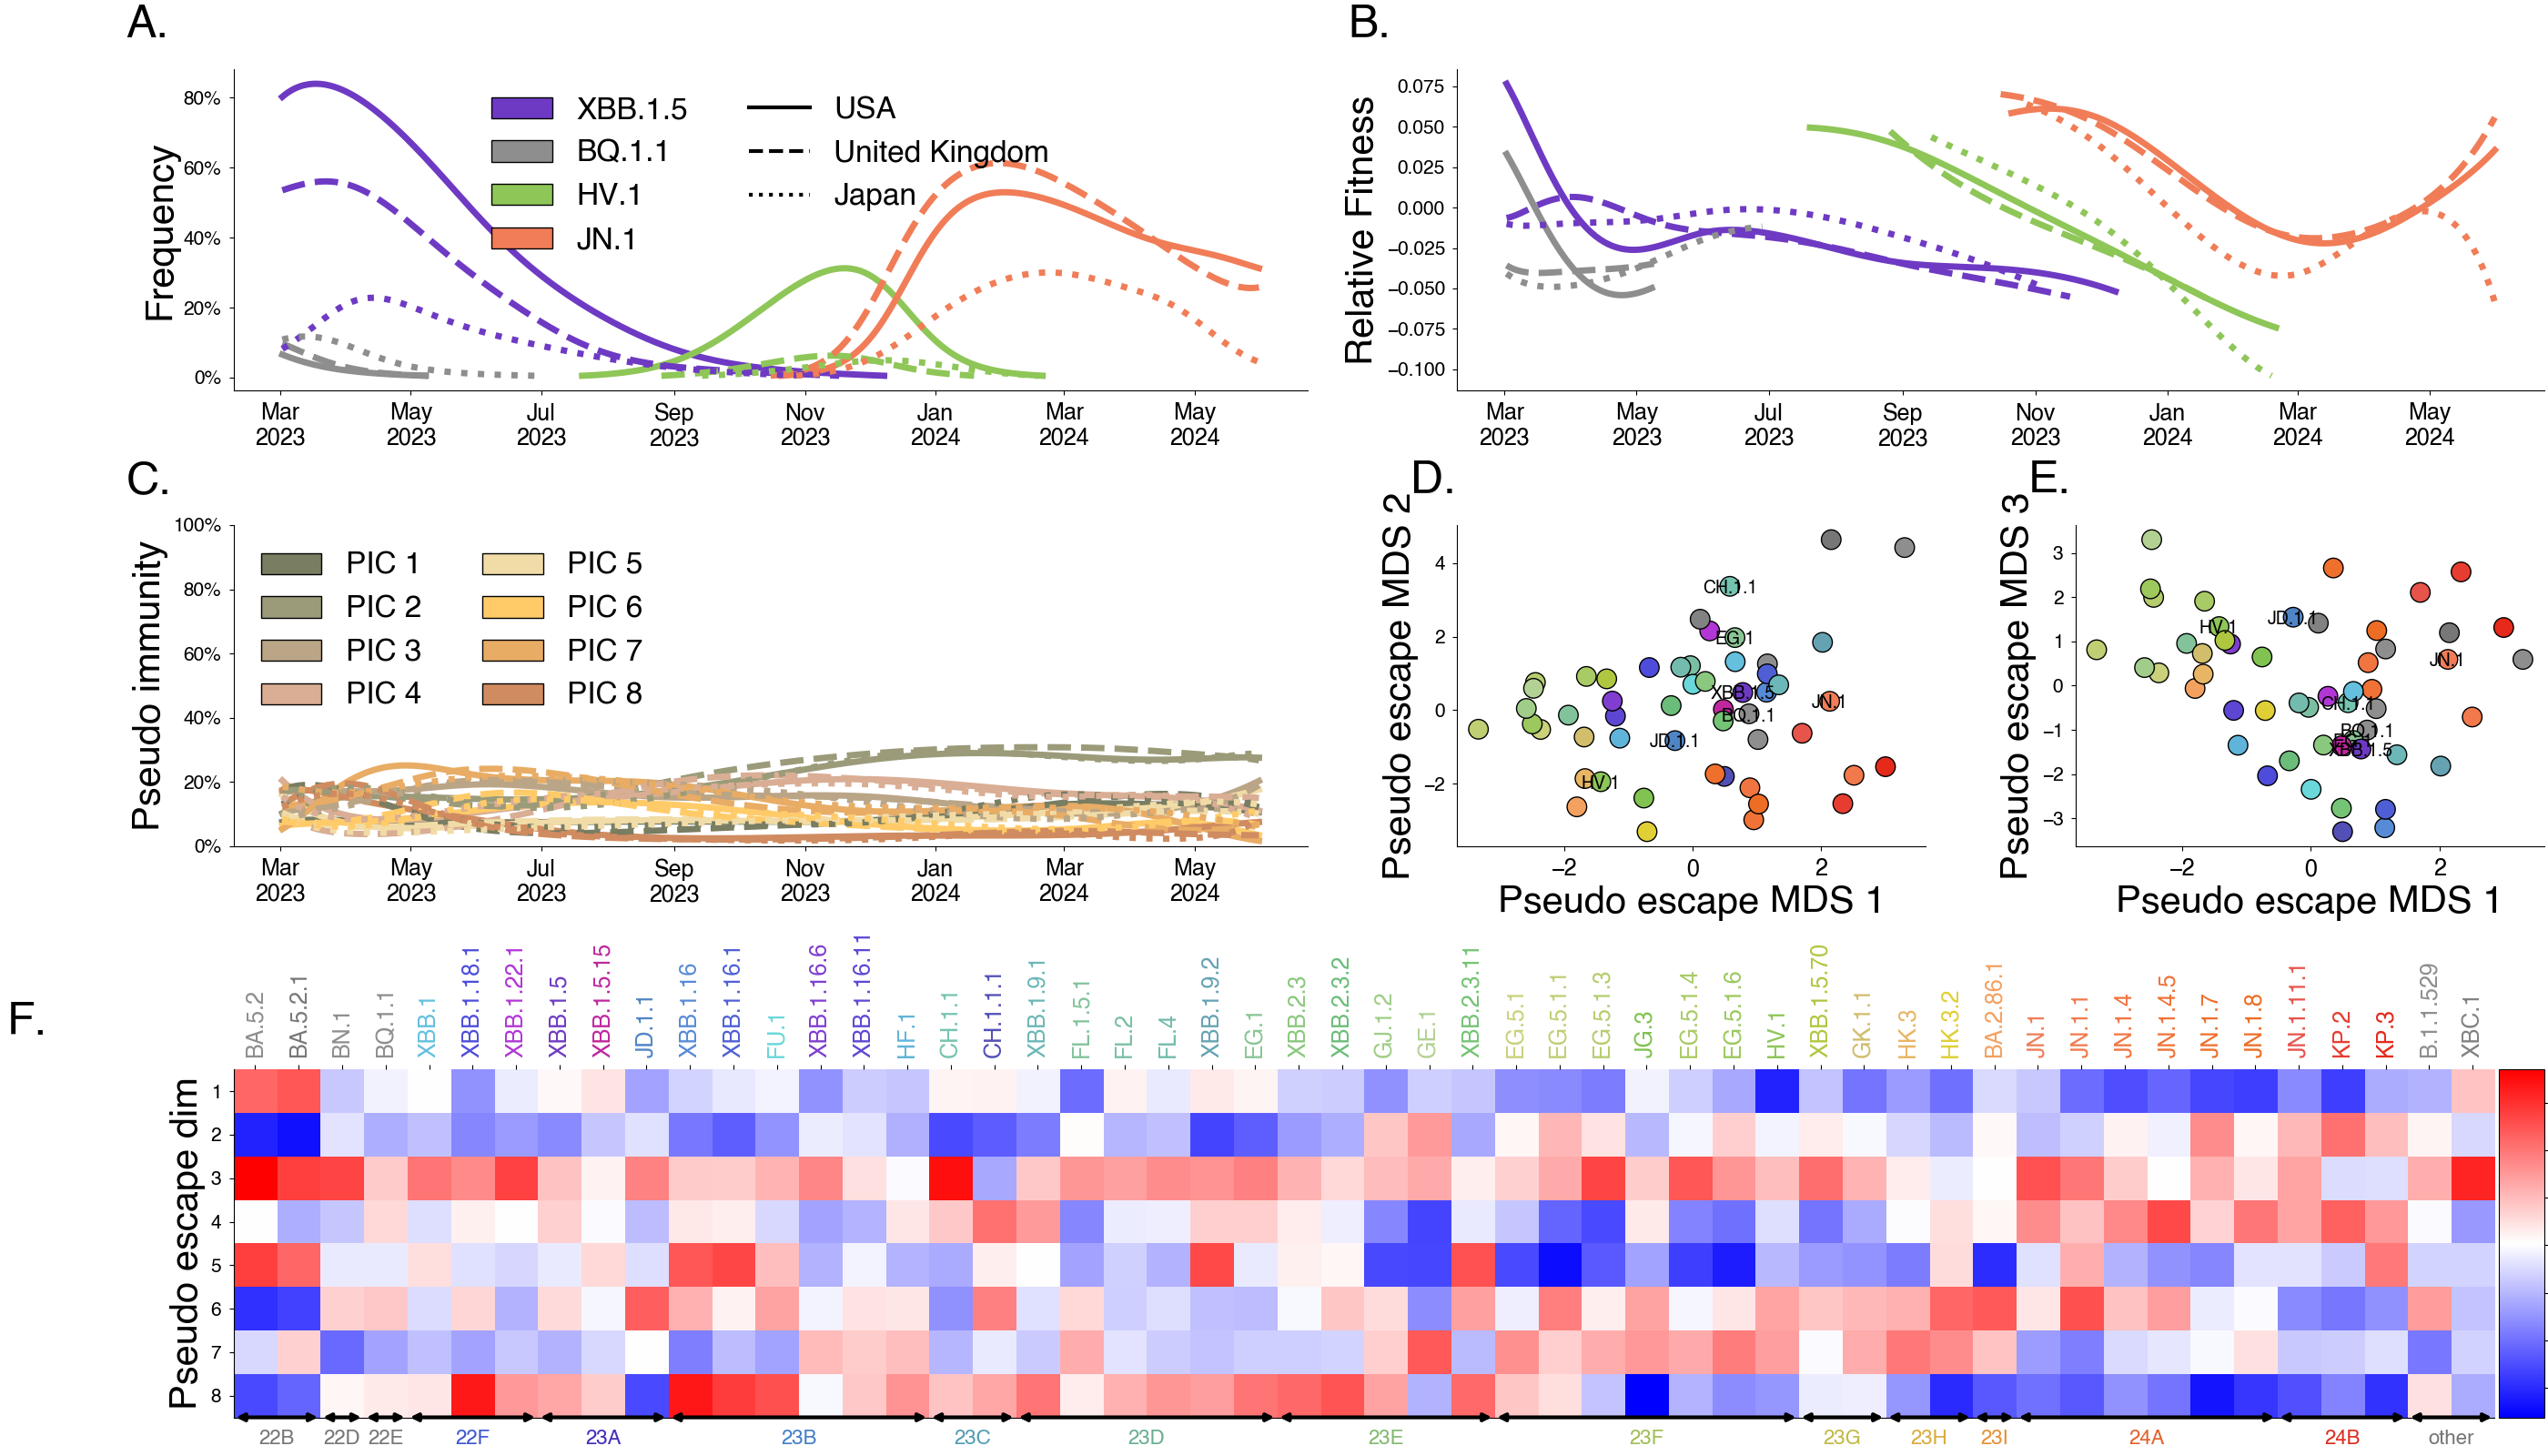 A.
Frequency
80%
60%
40%
20%
0%
XBB.1.5
BQ.1.1
HV.1
JN.1
USA
United Kingdom
Japan
Mar 2023
May 2023
Jul 2023
Sep 2023
Nov 2023
Jan 2024
Mar 2024
May 2024
B.
Relative Fitness
0.075
0.050
0.025
0.000
−0.025
−0.050
−0.075
−0.100
Mar 2023
May 2023
Jul 2023
Sep 2023
Nov 2023
Jan 2024
Mar 2024
May 2024
C.
Pseudo immunity
100%
80%
60%
40%
20%
0%
PIC 1
PIC 2
PIC 3
PIC 4
PIC 5
PIC 6
PIC 7
PIC 8
Mar 2023
May 2023
Jul 2023
Sep 2023
Nov 2023
Jan 2024
Mar 2024
May 2024
D.
Pseudo escape MDS 2
4
2
0
−2
CH.1.1
EG.1
XBB.1.5
BQ.1.1
JN.1
JD.1.1
HV.1
−2
0
2
Pseudo escape MDS 1
E.
Pseudo escape MDS 3
3
2
1
0
−1
−2
−3
JD.1.1
HV.1
JN.1
CH.1.1
BQ.1.1
XBB.1.5
−2
0
2
Pseudo escape MDS 1
F.
BA.5.2
BA.5.2.1
BN.1
BQ.1.1
XBB.1
XBB.1.18.1
XBB.1.22.1
XBB.1.5
XBB.1.5.15
JD.1.1
XBB.1.16
XBB.1.16.1
FU.1
XBB.1.16.6
XBB.1.16.11
HF.1
CH.1.1
CH.1.1.1
XBB.1.9.1
FL.1.5.1
FL.2
FL.4
XBB.1.9.2
EG.1
XBB.2.3
XBB.2.3.2
GJ.1.2
GE.1
XBB.2.3.11
EG.5.1
EG.5.1.1
EG.5.1.3
JG.3
EG.5.1.4
EG.5.1.6
HV.1
XBB.1.5.70
GK.1.1
HK.3
HK.3.2
BA.2.86.1
JN.1
JN.1.1
JN.1.4
JN.1.4.5
JN.1.7
JN.1.8
JN.1.11.1
KP.2
KP.3
B.1.1.529
XBC.1
Pseudo escape dim
1
2
3
4
5
6
7
8
22B
22D
22E
22F
23A
23B
23C
23D
23E
23F
23G
23H
23I
24A
24B
other